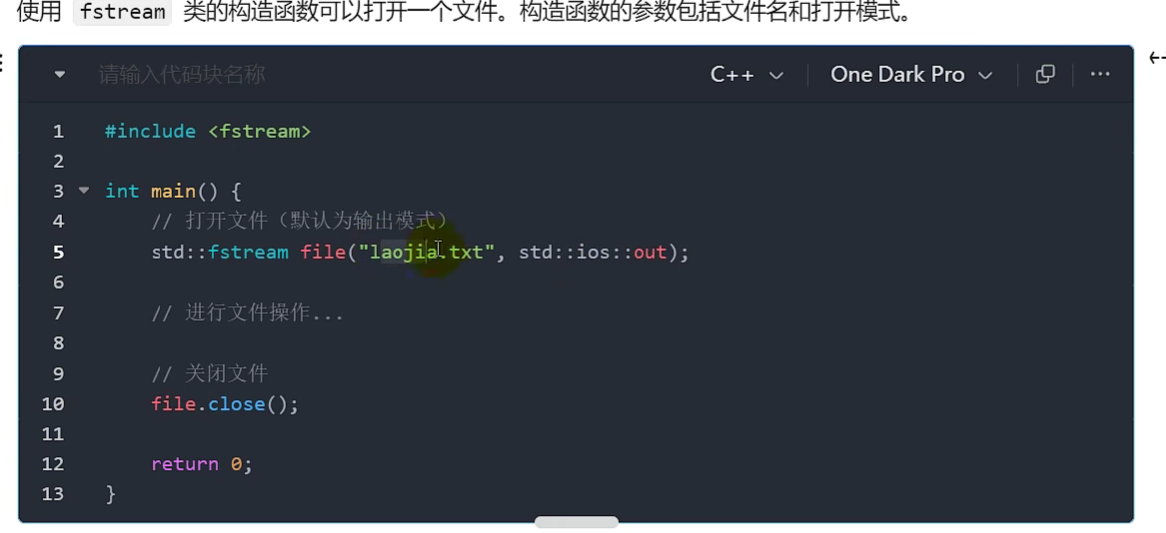 使用 fstream 类的构造函数可以打开一个文件。构造函数的参数包括文件名和打开模式。
请输入代码块名称 C++ One Dark Pro
1 #include <fstream>
2
3 int main() {
4 // 打开文件（默认为输出模式）
5 std::fstream file("laojia.txt", std::ios::out);
6
7 // 进行文件操作...
8
9 // 关闭文件
10 file.close();
11
12 return 0;
13 }